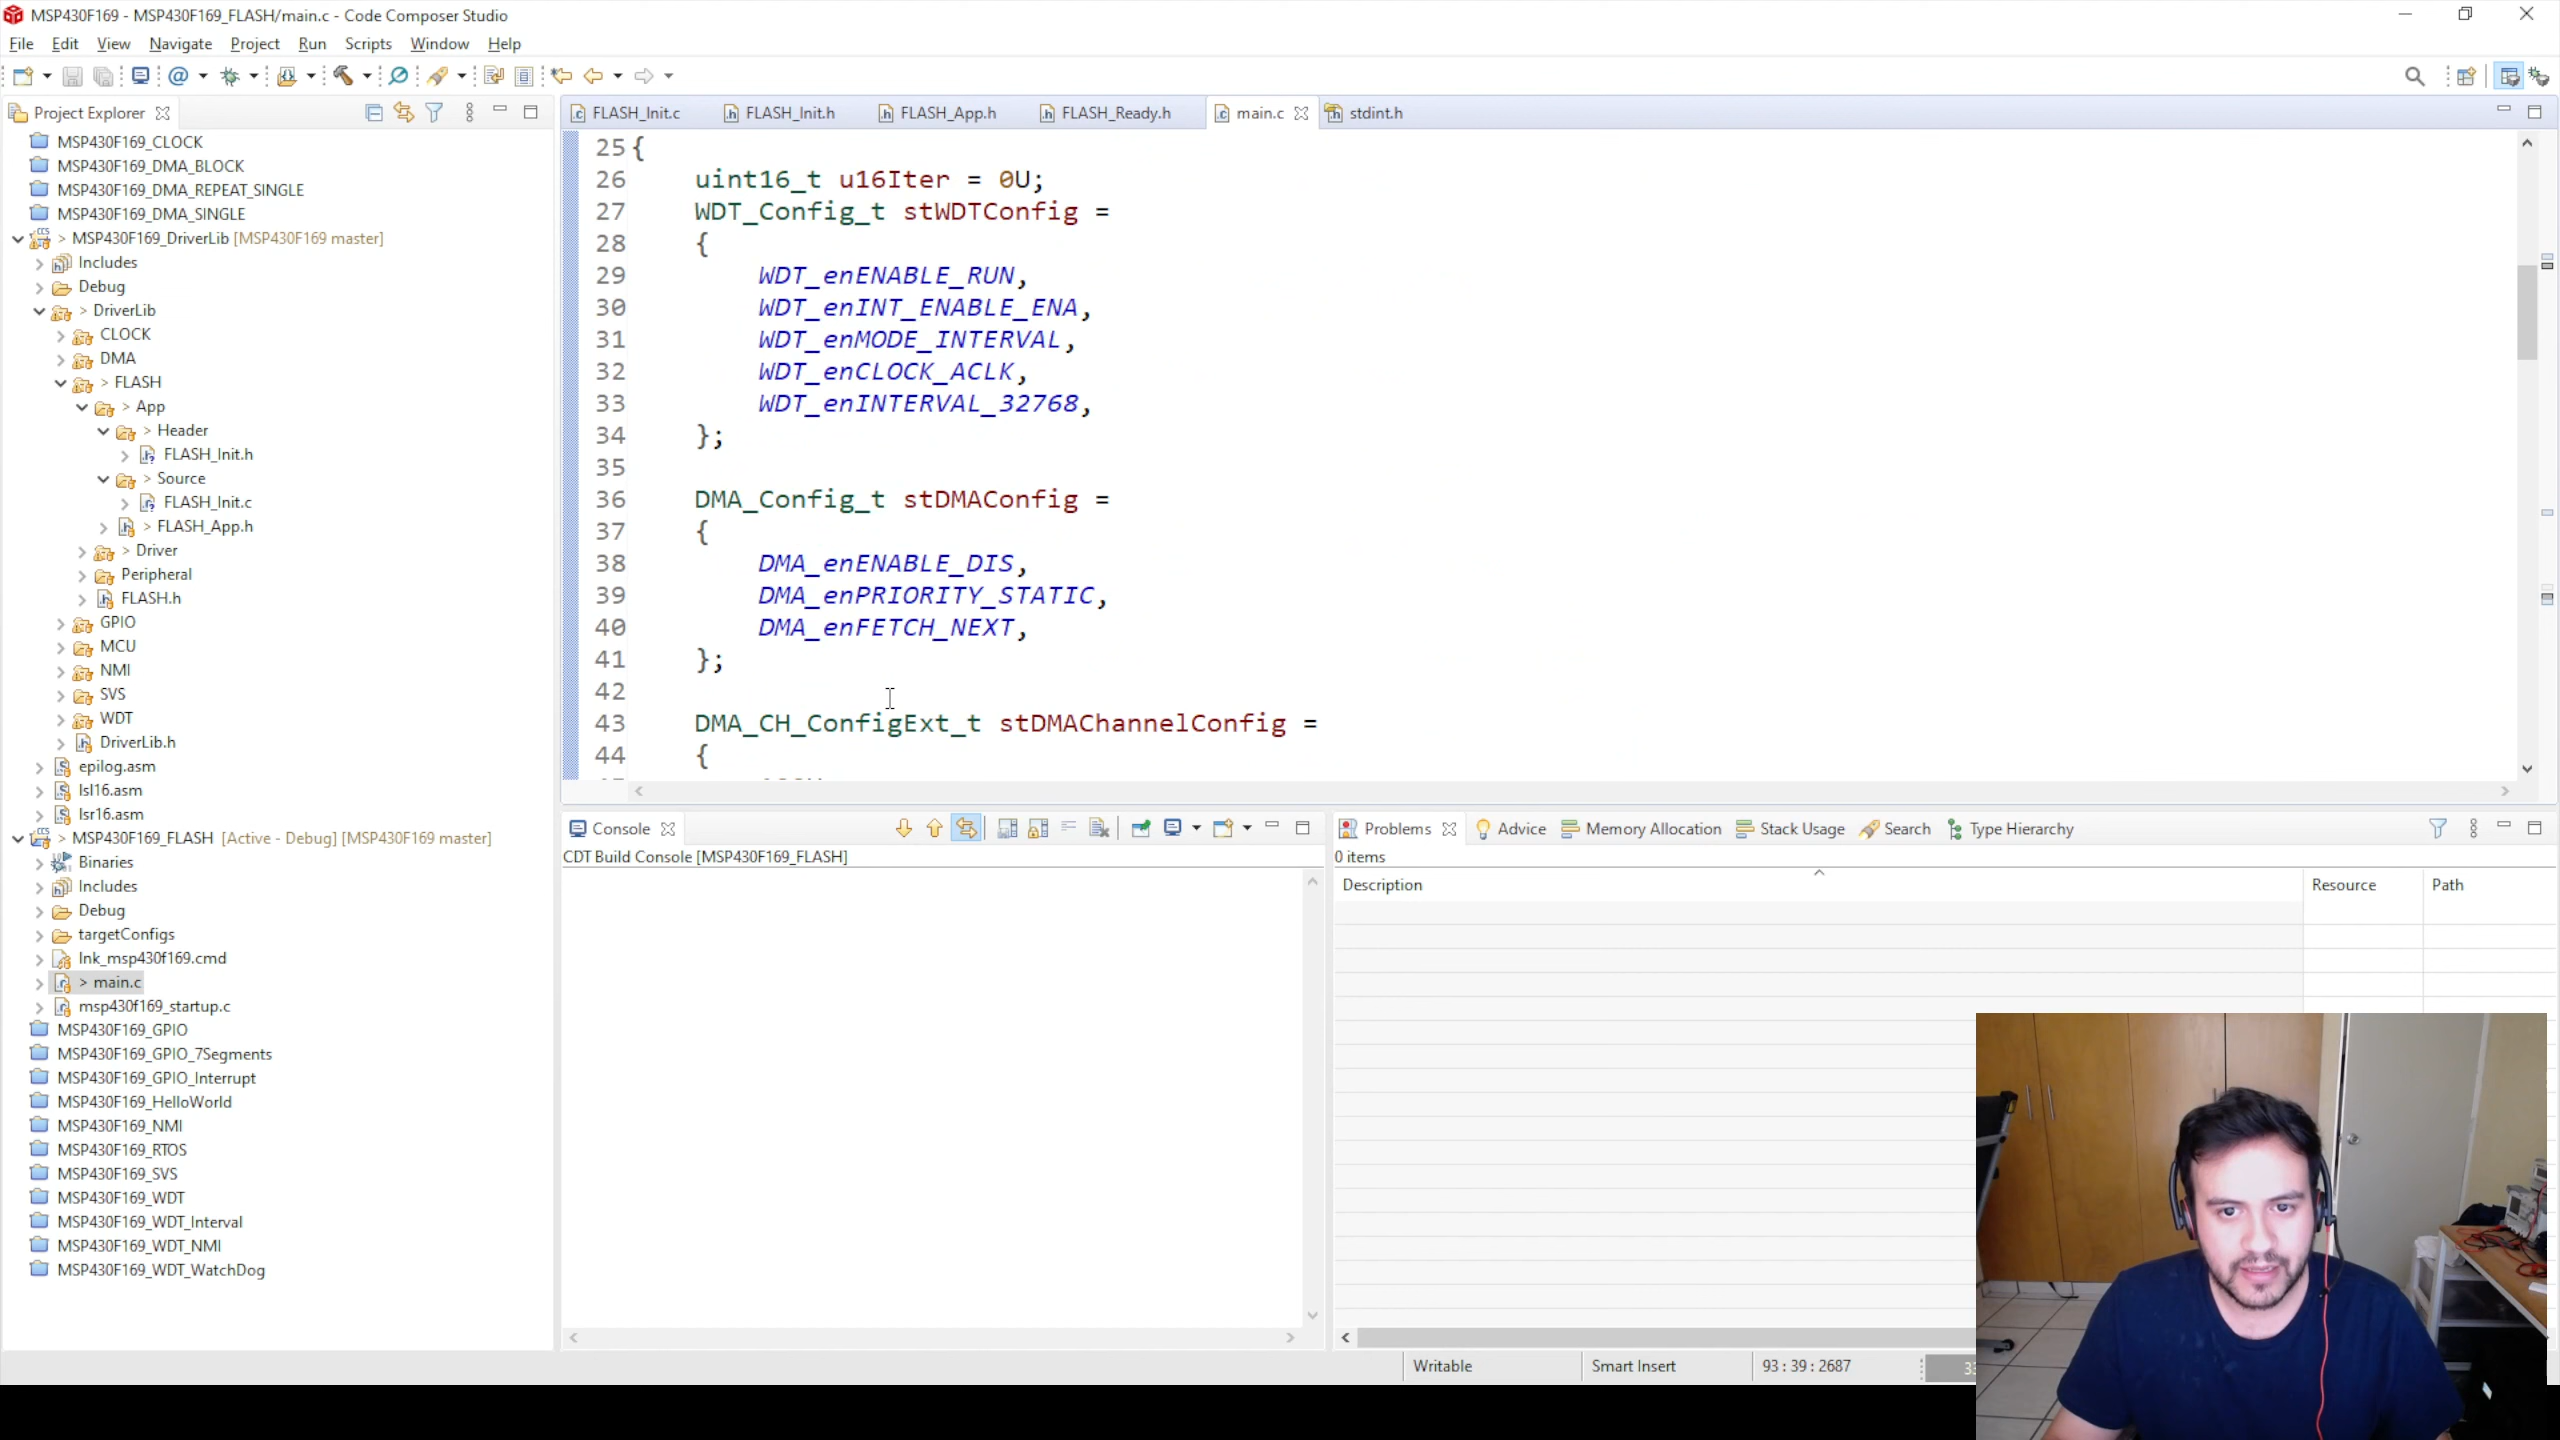 MSP430F169 - MSP430F169_FLASH/main.c - Code Composer Studio
File Edit View Navigate Project Run Scripts Window Help
Project Explorer
MSP430F169_CLOCK
MSP430F169_DMA_BLOCK
MSP430F169_DMA_REPEAT_SINGLE
MSP430F169_DMA_SINGLE
> MSP430F169_DriverLib [MSP430F169 master]
Includes
Debug
> DriverLib
CLOCK
DMA
> FLASH
> App
> Header
FLASH_Init.h
> Source
FLASH_Init.c
> FLASH_App.h
> Driver
Peripheral
FLASH.h
GPIO
MCU
NMI
SVS
WDT
DriverLib.h
epilog.asm
lsl16.asm
lsr16.asm
> MSP430F169_FLASH [Active - Debug] [MSP430F169 master]
Binaries
Includes
Debug
targetConfigs
lnk_msp430f169.cmd
> main.c
msp430f169_startup.c
MSP430F169_GPIO
MSP430F169_GPIO_7Segments
MSP430F169_GPIO_Interrupt
MSP430F169_HelloWorld
MSP430F169_NMI
MSP430F169_RTOS
MSP430F169_SVS
MSP430F169_WDT
MSP430F169_WDT_Interval
MSP430F169_WDT_NMI
MSP430F169_WDT_WatchDog
FLASH_Init.c FLASH_Init.h FLASH_App.h FLASH_Ready.h main.c stdint.h
25 {
26 uint16_t u16Iter = 0U;
27 WDT_Config_t stWDTConfig =
28 {
29 WDT_enENABLE_RUN,
30 WDT_enINT_ENABLE_ENA,
31 WDT_enMODE_INTERVAL,
32 WDT_enCLOCK_ACLK,
33 WDT_enINTERVAL_32768,
34 };
35
36 DMA_Config_t stDMAConfig =
37 {
38 DMA_enENABLE_DIS,
39 DMA_enPRIORITY_STATIC,
40 DMA_enFETCH_NEXT,
41 };
42
43 DMA_CH_ConfigExt_t stDMAChannelConfig =
44 {
Console
CDT Build Console [MSP430F169_FLASH]
Problems Advice Memory Allocation Stack Usage Search Type Hierarchy
0 items
Description Resource Path
Writable Smart Insert 93 : 39 : 2687